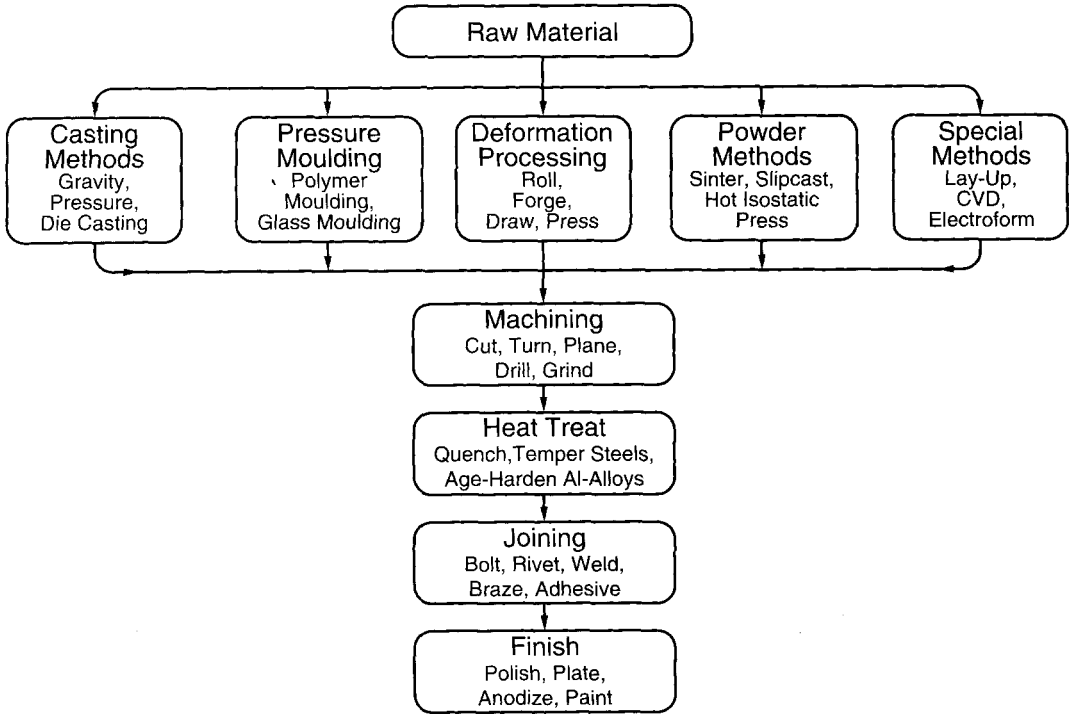 Raw Material
Casting
Methods
Gravity,
Pressure,
Die Casting
Pressure
Moulding
Polymer
Moulding,
Glass Moulding
Deformation
Processing
Roll,
Forge,
Draw, Press
Powder
Methods
Sinter, Slipcast,
Hot Isostatic
Press
Special
Methods
Lay-Up,
CVD,
Electroform
Machining
Cut, Turn, Plane,
Drill, Grind
Heat Treat
Quench,Temper Steels,
Age-Harden Al-Alloys
Joining
Bolt, Rivet, Weld,
Braze, Adhesive
Finish
Polish, Plate,
Anodize, Paint